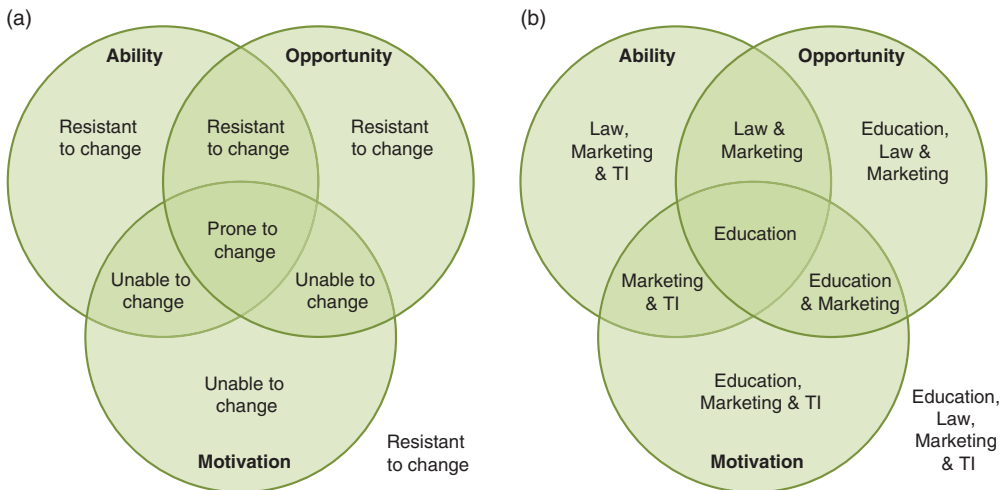 (a)
Ability
Opportunity
Resistant
to change
Resistant
to change
Resistant
to change
Prone to
change
Unable to
change
Unable to
change
Unable to
change
Motivation
Resistant
to change
(b)
Ability
Opportunity
Law,
Marketing
& TI
Law &
Marketing
Education,
Law &
Marketing
Education
Marketing
& TI
Education
& Marketing
Education,
Marketing & TI
Motivation
Education,
Law,
Marketing
& TI